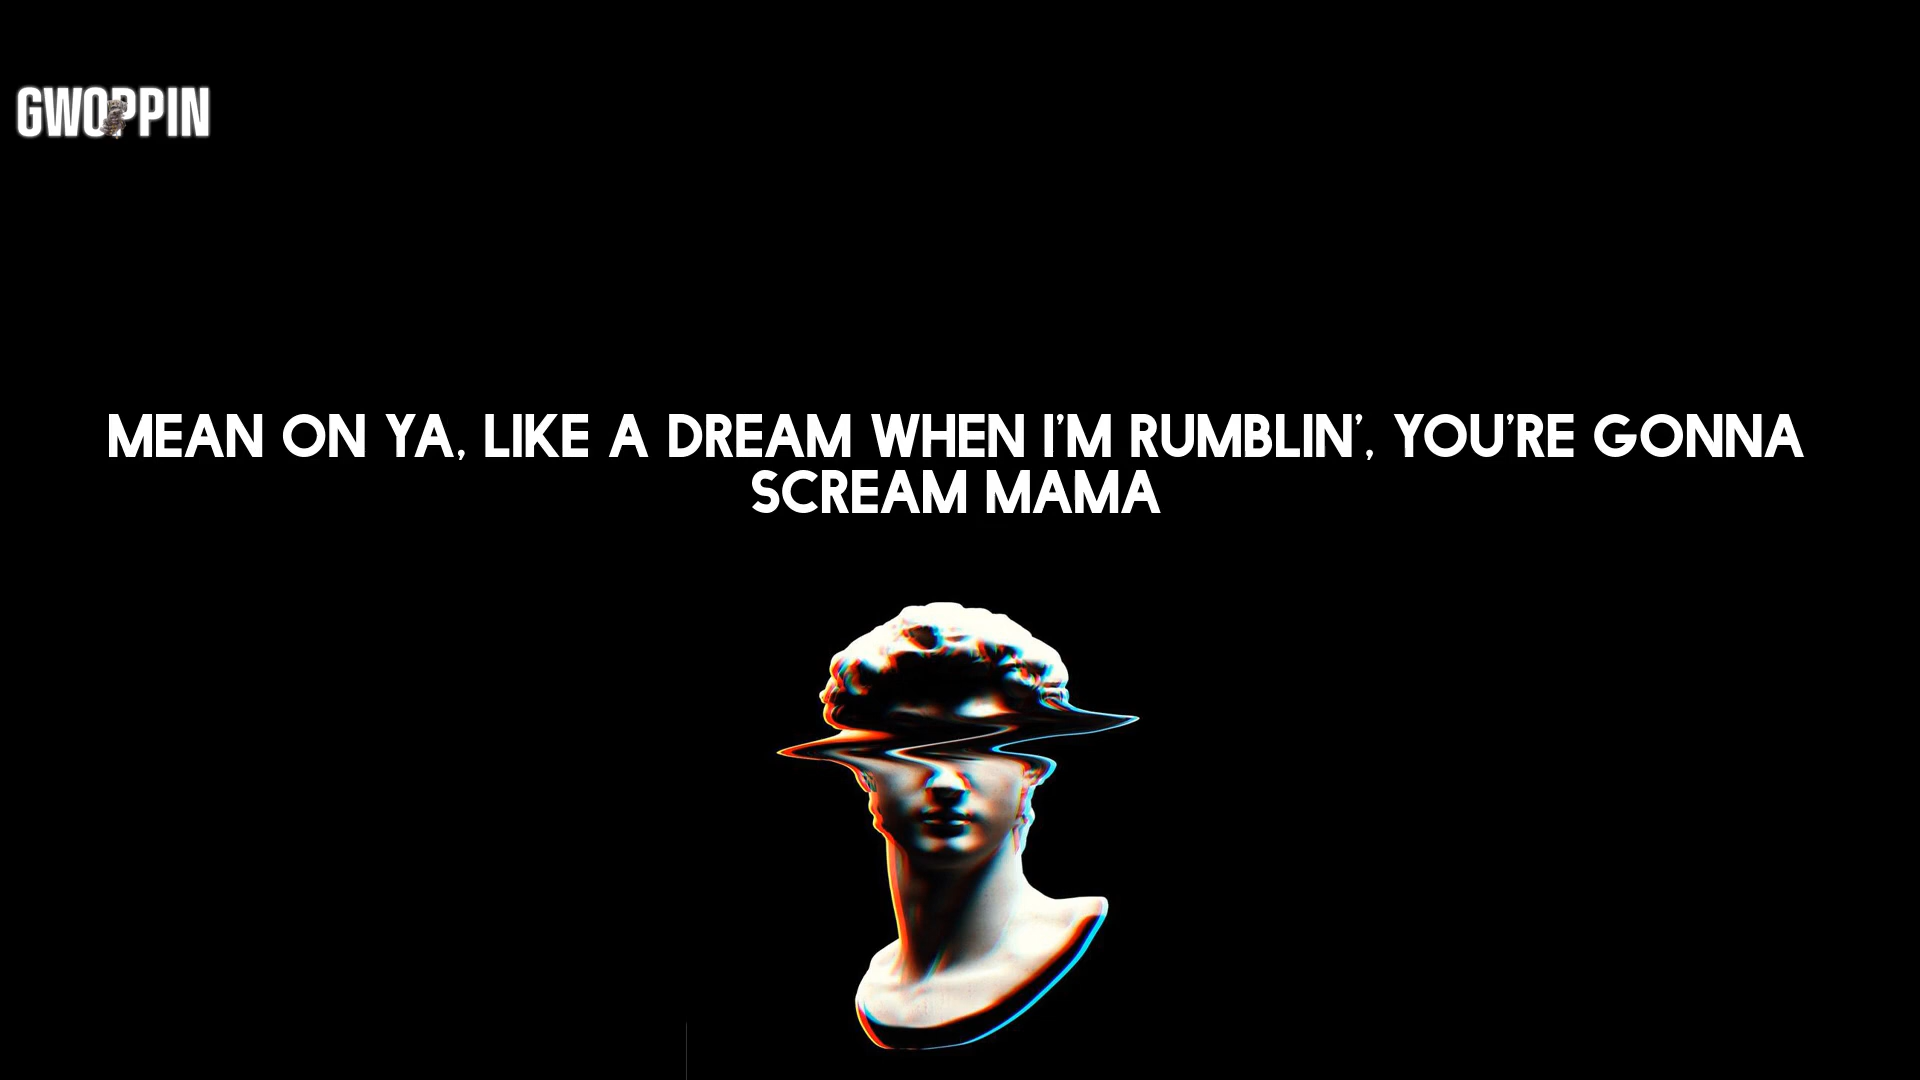 GWOPPIN
MEAN ON YA, LIKE A DREAM WHEN I'M RUMBLIN', YOU'RE GONNA
SCREAM MAMA